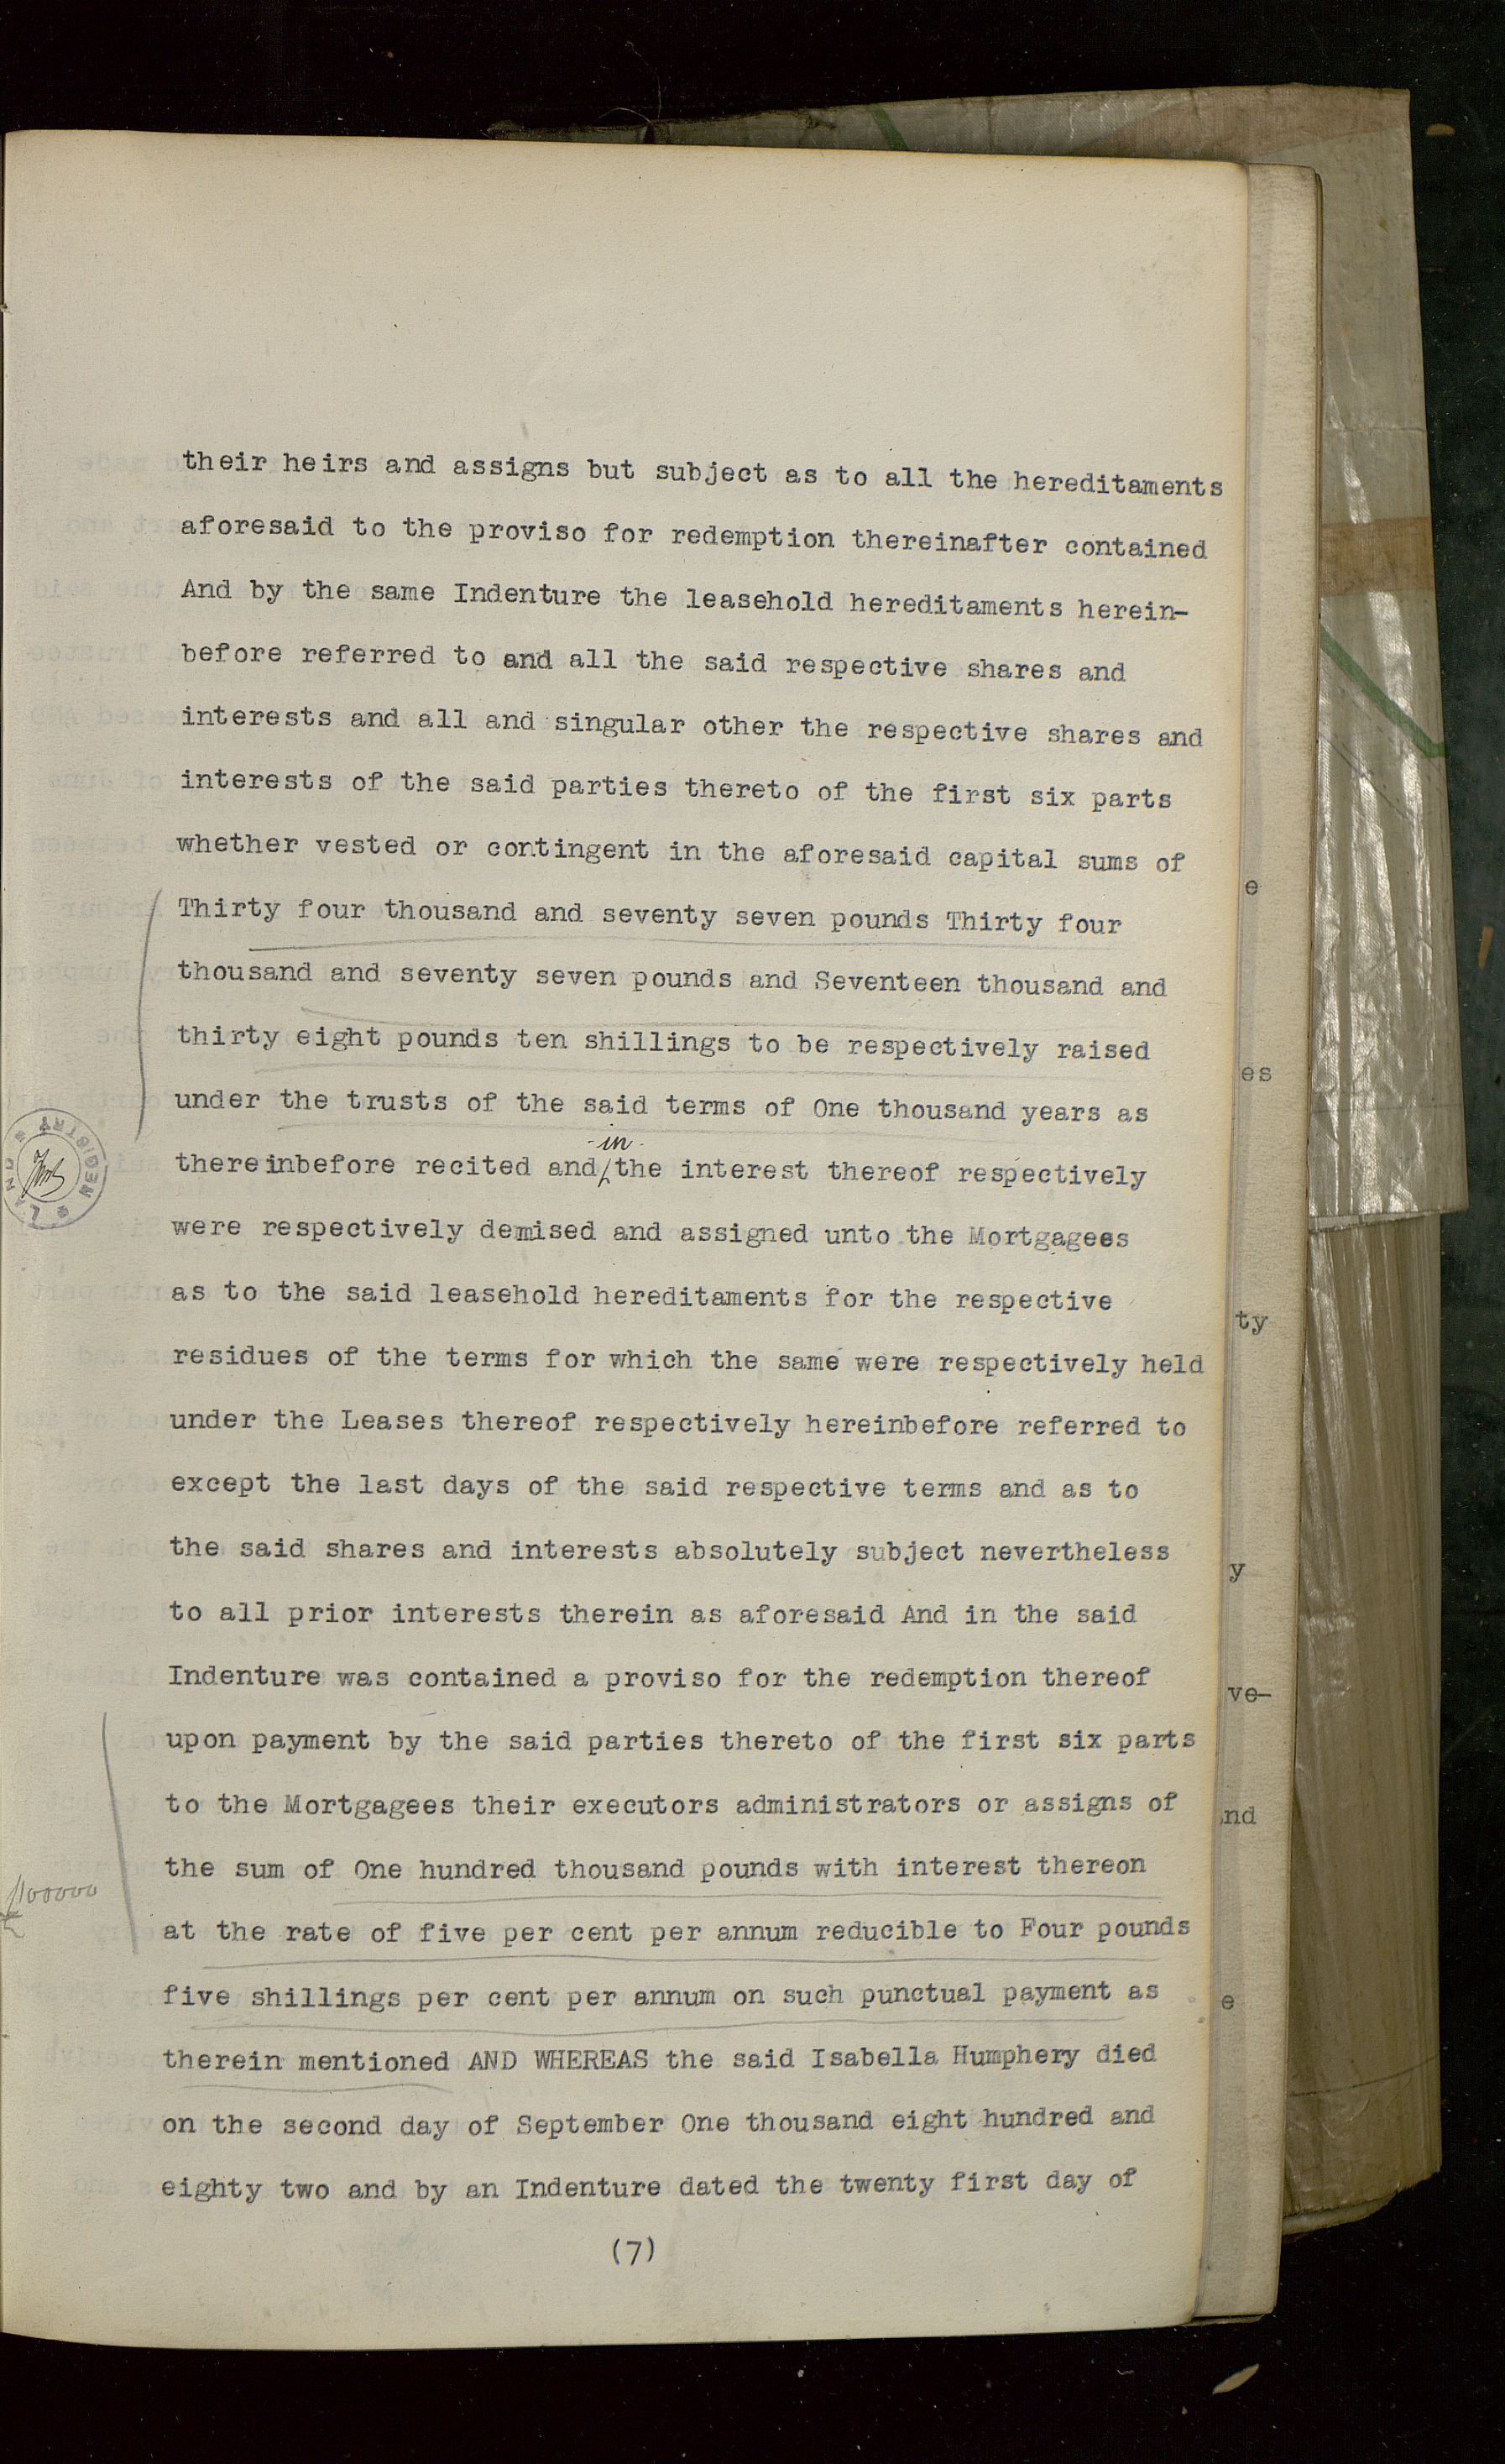 their heirs and assigns but subject as to all the hereditaments
aforesaid to the proviso for redemption thereinafter contained
And by the same Indenture the leasehold hereditaments herein-
before referred to and all the said respective shares and
interests and all and singular other the respective shares and
interests of the said parties thereto of the first six parts
whether vested or contingent in the aforesaid capital sums of
Thirty four thousand and seventy seven pounds Thirty four
thousand and seventy seven pounds and Seventeen thousand and
thirty eight pounds ten shillings to be respectively raised
under the trusts of the said terms of One thousand years as
in
thereinbefore recited and the interest thereof respectively
LAND REGISTRY
were respectively demised and assigned unto the Mortgagees
as to the said leasehold hereditaments for the respective
residues of the terms for which the same were respectively held
under the Leases thereof respectively hereinbefore referred to
except the last days of the said respective terms and as to
the said shares and interests absolutely subject nevertheless
to all prior interests therein as aforesaid And in the said
Indenture was contained a proviso for the redemption thereof
upon payment by the said parties thereto of the first six parts
to the Mortgagees their executors administrators or assigns of
the sum of One hundred thousand pounds with interest thereon
£100000
at the rate of five per cent per annum reducible to Four pounds
five shillings per cent per annum on such punctual payment as
therein mentioned AND WHEREAS the said Isabella Humphery died
on the second day of September One thousand eight hundred and
eighty two and by an Indenture dated the twenty first day of
(7)
e
es
ty
y
ve-
nd
e